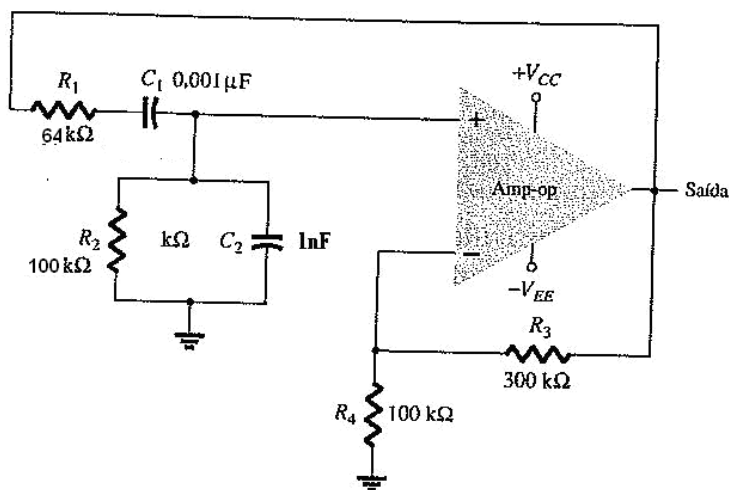 R1
C1 0,001 µF
64 kΩ
+VCC
+
Amp-op
Saída
R2
kΩ
C2
1nF
100 kΩ
−
−VEE
R3
300 kΩ
R4
100 kΩ